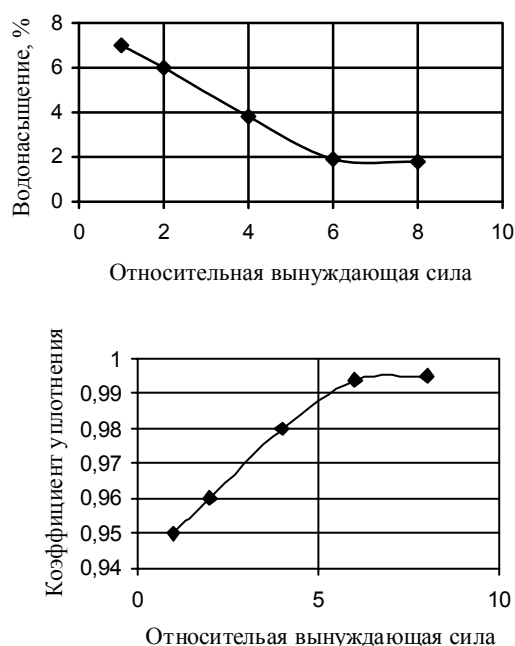 Водонасыщение, %
8
6
4
2
0
0 2 4 6 8 10
Относительная вынуждающая сила
Коэффициент уплотнения
1
0,99
0,98
0,97
0,96
0,95
0,94
0 5 10
Относительая вынуждающая сила